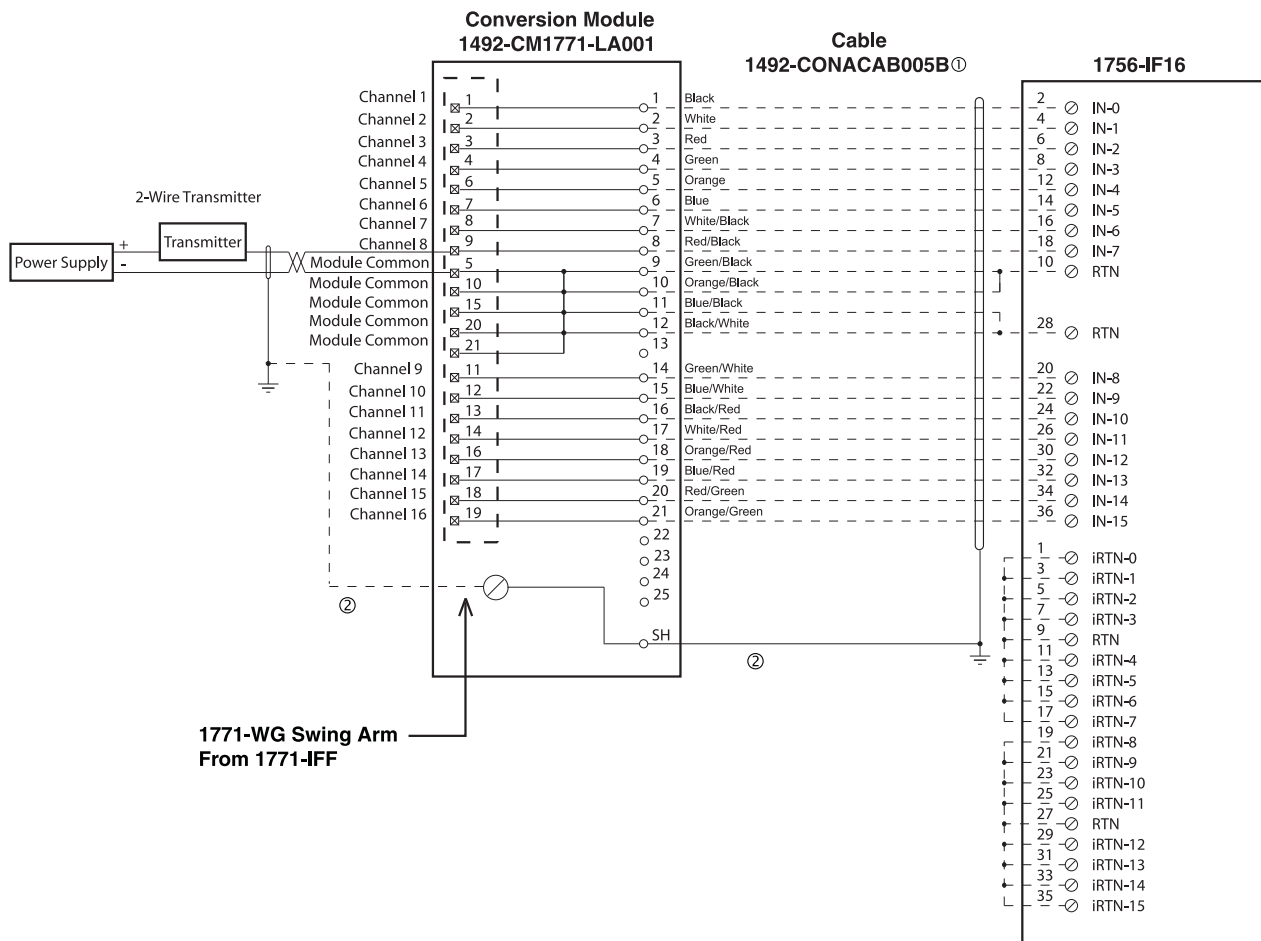 Conversion Module
1492-CM1771-LA001
Cable
1492-CONACAB005B①
1756-IF16
Channel 1 1 1 Black 2 IN-0
Channel 2 2 2 White 4 IN-1
Channel 3 3 3 Red 6 IN-2
Channel 4 4 4 Green 8 IN-3
Channel 5 6 5 Orange 12 IN-4
Channel 6 7 6 Blue 14 IN-5
Channel 7 8 7 White/Black 16 IN-6
Channel 8 9 8 Red/Black 18 IN-7
2-Wire Transmitter
Transmitter
Power Supply
+
-
Module Common 5 9 Green/Black 10 RTN
Module Common 10 10 Orange/Black
Module Common 15 11 Blue/Black
Module Common 20 12 Black/White 28 RTN
Module Common 21 13
Channel 9 11 14 Green/White 20 IN-8
Channel 10 12 15 Blue/White 22 IN-9
Channel 11 13 16 Black/Red 24 IN-10
Channel 12 14 17 White/Red 26 IN-11
Channel 13 16 18 Orange/Red 30 IN-12
Channel 14 17 19 Blue/Red 32 IN-13
Channel 15 18 20 Red/Green 34 IN-14
Channel 16 19 21 Orange/Green 36 IN-15
22
23
24
25
SH
②
②
1771-WG Swing Arm
From 1771-IFF
1 iRTN-0
3 iRTN-1
5 iRTN-2
7 iRTN-3
9 RTN
11 iRTN-4
13 iRTN-5
15 iRTN-6
17 iRTN-7
19 iRTN-8
21 iRTN-9
23 iRTN-10
25 iRTN-11
27 RTN
29 iRTN-12
31 iRTN-13
33 iRTN-14
35 iRTN-15